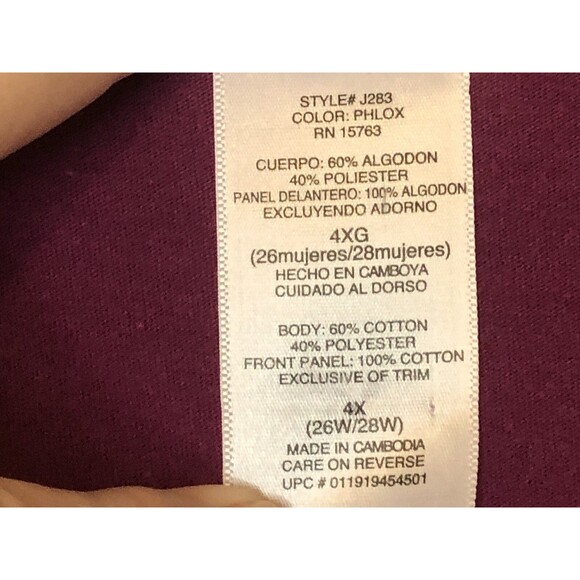 STYLE# J283
COLOR: PHLOX
RN 15763
CUERPO: 60% ALGODON
40% POLIESTER
PANEL DELANTERO: 100% ALGODON
EXCLUYENDO ADORNO
4XG
(26mujeres/28mujeres)
HECHO EN CAMBOYA
CUIDADO AL DORSO
BODY: 60% COTTON
40% POLYESTER
FRONT PANEL: 100% COTTON
EXCLUSIVE OF TRIM
4X
(26W/28W)
MADE IN CAMBODIA
CARE ON REVERSE
UPC # 011919454501